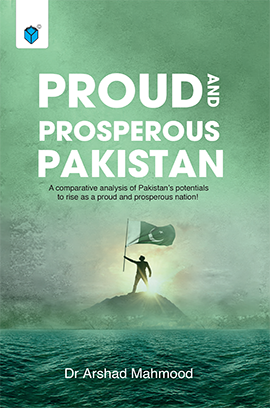 PROUD AND
PROSPEROUS
PAKISTAN
A comparative analysis of Pakistan's potentials
to rise as a proud and prosperous nation!
Dr Arshad Mahmood